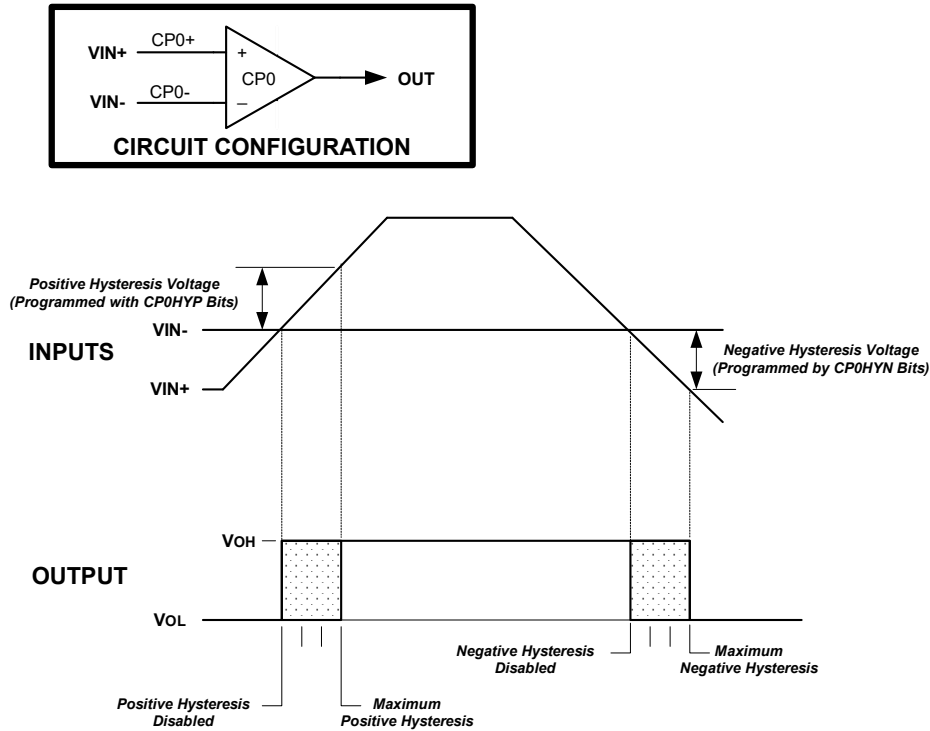 VIN+
CP0+
+
CP0
OUT
VIN-
CP0-
–
CIRCUIT CONFIGURATION
Positive Hysteresis Voltage
(Programmed with CP0HYP Bits)
VIN-
INPUTS
VIN+
Negative Hysteresis Voltage
(Programmed by CP0HYN Bits)
VOH
OUTPUT
VOL
Negative Hysteresis
Disabled
Maximum
Negative Hysteresis
Positive Hysteresis
Disabled
Maximum
Positive Hysteresis